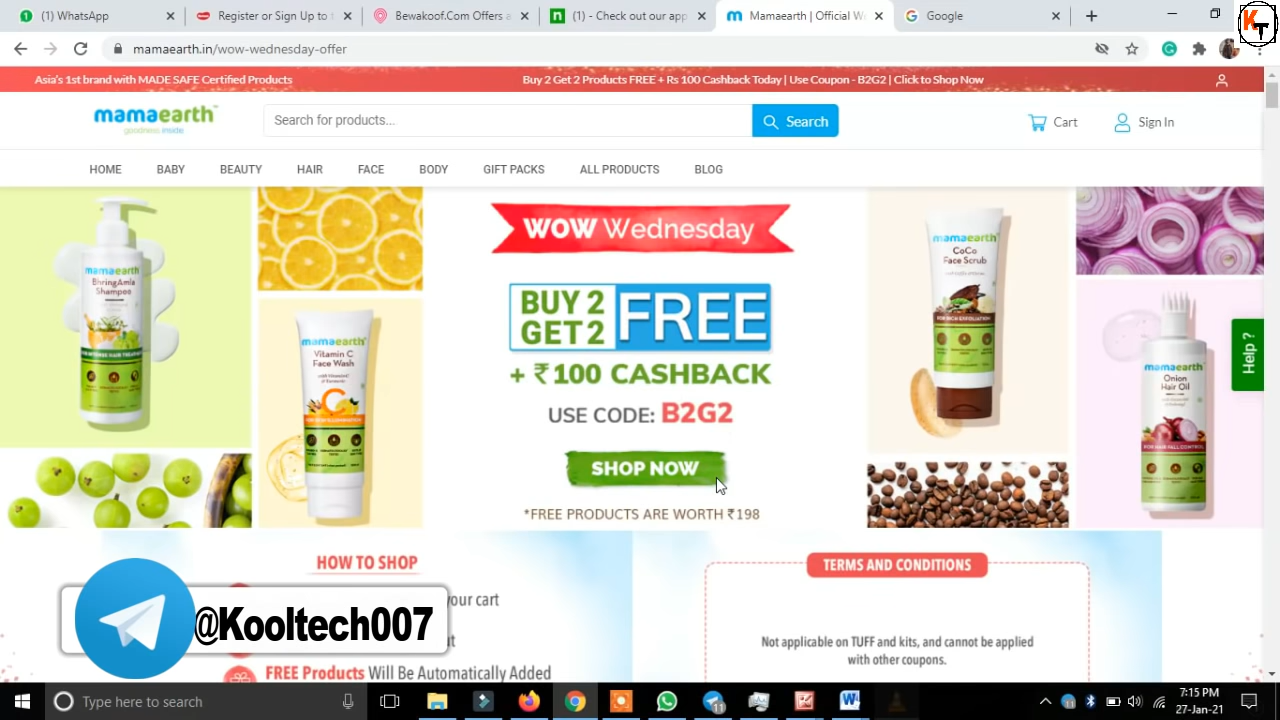 (1) WhatsApp
Register or Sign Up to
Bewakoof.Com Offers a
(1) - Check out our app
Mamaearth | Official W
Google
mamaearth.in/wow-wednesday-offer
Asia's 1st brand with MADE SAFE Certified Products
Buy 2 Get 2 Products FREE + Rs 100 Cashback Today | Use Coupon - B2G2 | Click to Shop Now
mamaearth™
goodness inside
Search for products...
Search
Cart
Sign In
HOME
BABY
BEAUTY
HAIR
FACE
BODY
GIFT PACKS
ALL PRODUCTS
BLOG
WOW Wednesday
BUY 2
GET 2
FREE
+ ₹100 CASHBACK
USE CODE: B2G2
SHOP NOW
*FREE PRODUCTS ARE WORTH ₹198
mamaearth
BhringAmla
Shampoo
mamaearth
Vitamin C
Face Wash
mamaearth
CoCo
Face Scrub
mamaearth
Onion
Hair Oil
Help ?
HOW TO SHOP
your cart
FREE Products Will Be Automatically Added
TERMS AND CONDITIONS
Not applicable on TUFF and kits, and cannot be applied
with other coupons.
@Kooltech007
KT
Type here to search
11
7:15 PM
27-Jan-21